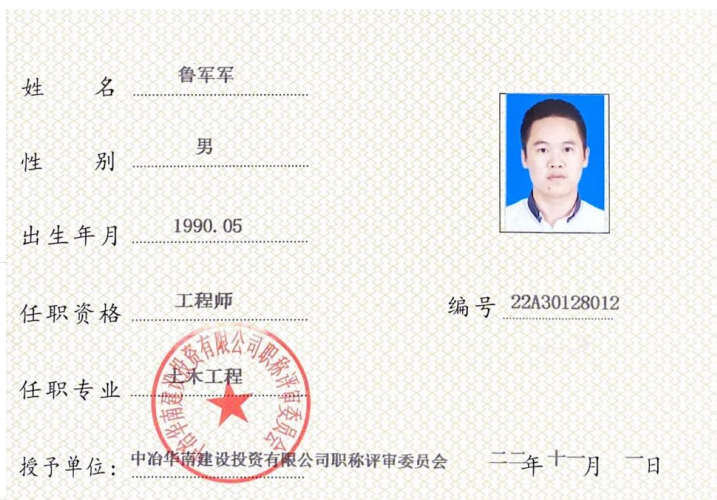 姓 名 鲁军军
性 别 男
出生年月 1990.05
任职资格 工程师
编号 22A30128012
任职专业 土木工程
中冶华南建设投资有限公司职称评审委员会
授予单位: 中冶华南建设投资有限公司职称评审委员会 二二年十一月一日